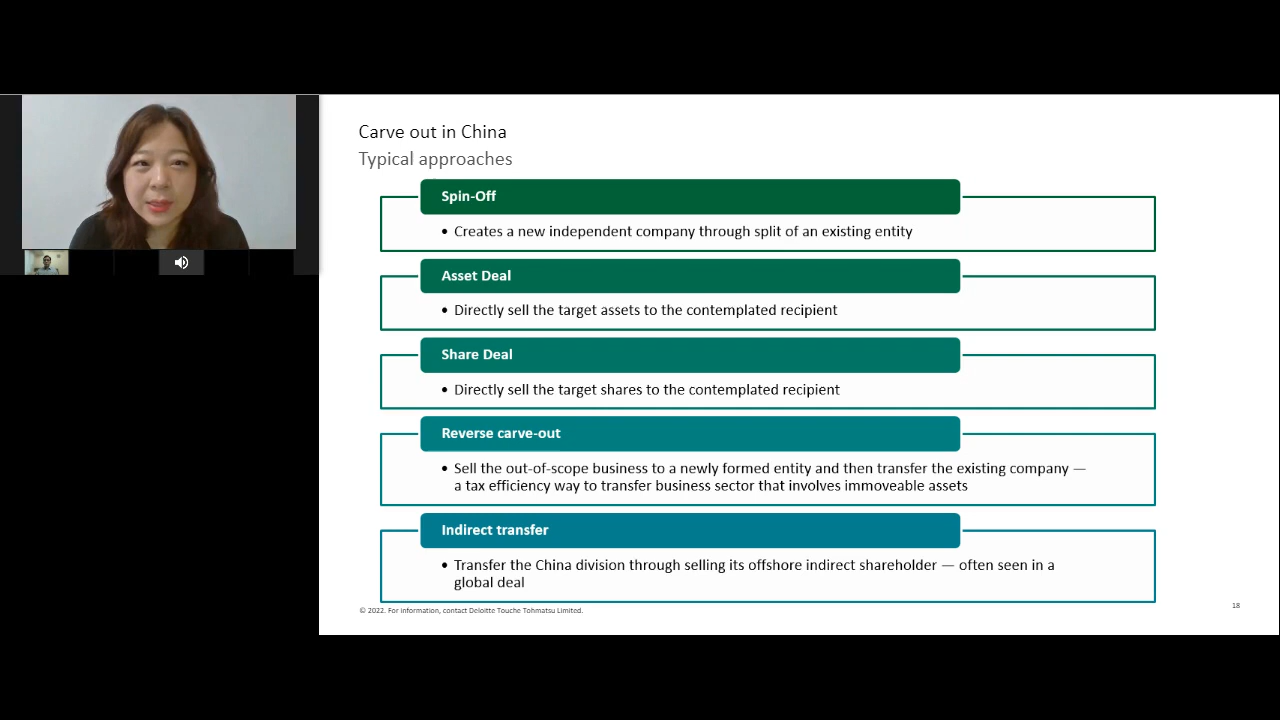 Carve out in China
Typical approaches
Spin-Off
• Creates a new independent company through split of an existing entity
Asset Deal
• Directly sell the target assets to the contemplated recipient
Share Deal
• Directly sell the target shares to the contemplated recipient
Reverse carve-out
• Sell the out-of-scope business to a newly formed entity and then transfer the existing company —
a tax efficiency way to transfer business sector that involves immoveable assets
Indirect transfer
• Transfer the China division through selling its offshore indirect shareholder — often seen in a
global deal
© 2022. For information, contact Deloitte Touche Tohmatsu Limited.
18